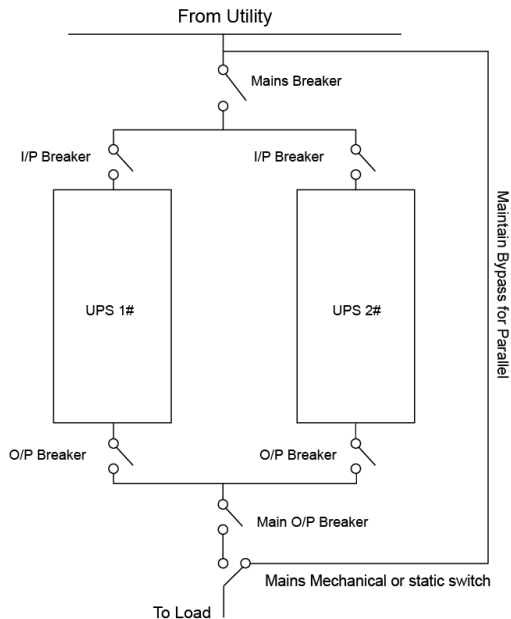 From Utility
Mains Breaker
I/P Breaker
I/P Breaker
UPS 1#
UPS 2#
Maintain Bypass for Parallel
O/P Breaker
O/P Breaker
Main O/P Breaker
Mains Mechanical or static switch
To Load